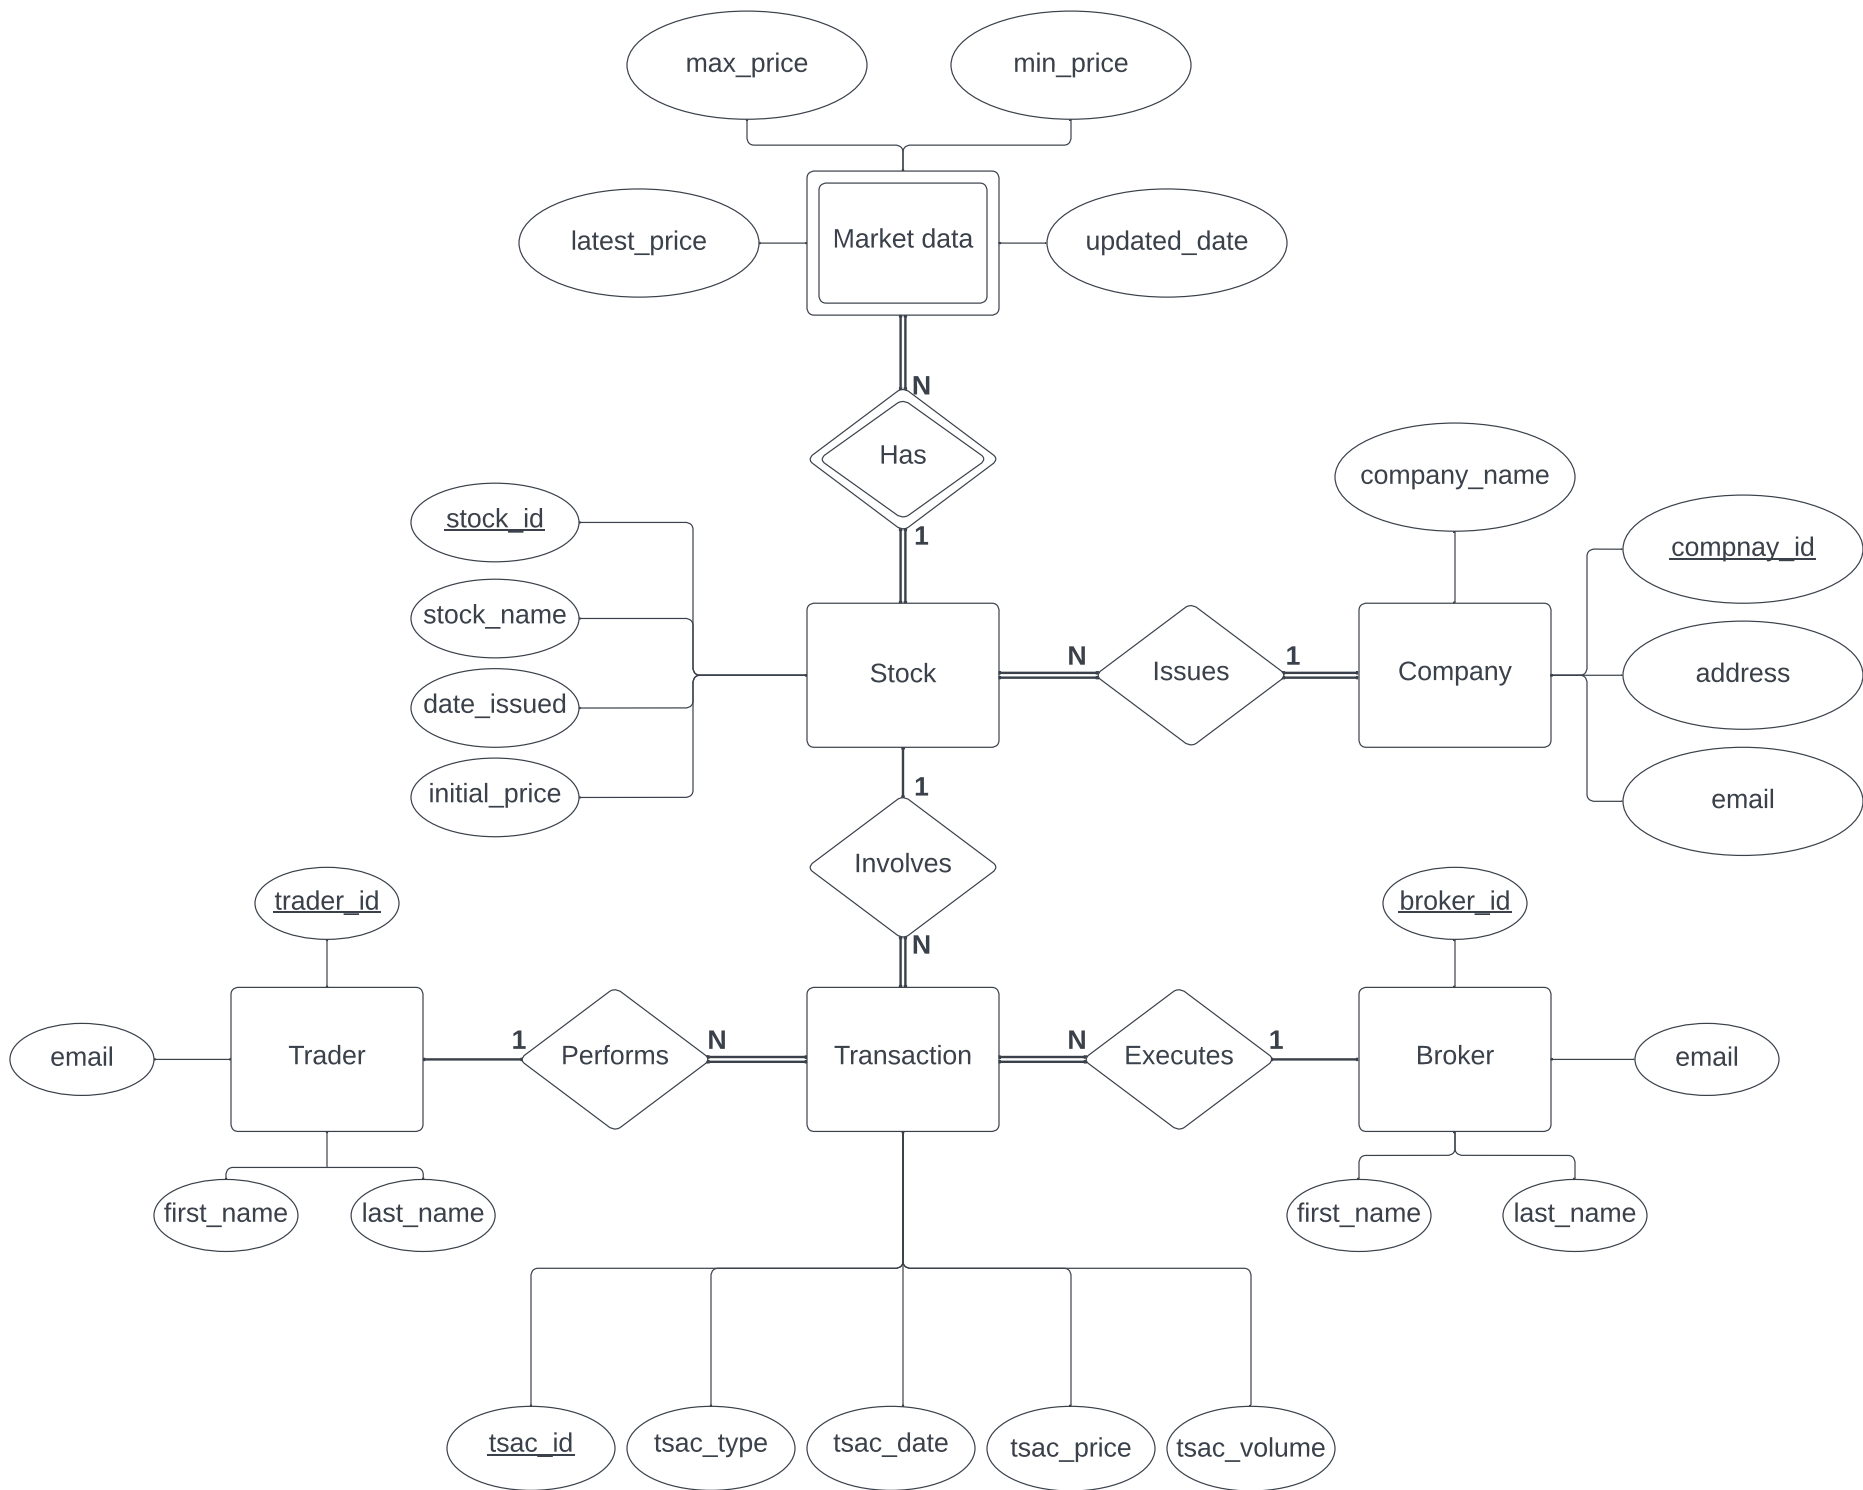 max_price
min_price
latest_price
Market data
updated_date
N
Has
1
company_name
stock_id
compnay_id
stock_name
N
1
Stock
Issues
Company
address
date_issued
initial_price
1
email
Involves
trader_id
broker_id
N
email
Trader
1
Performs
N
Transaction
N
Executes
1
Broker
email
first_name
last_name
first_name
last_name
tsac_id
tsac_type
tsac_date
tsac_price
tsac_volume